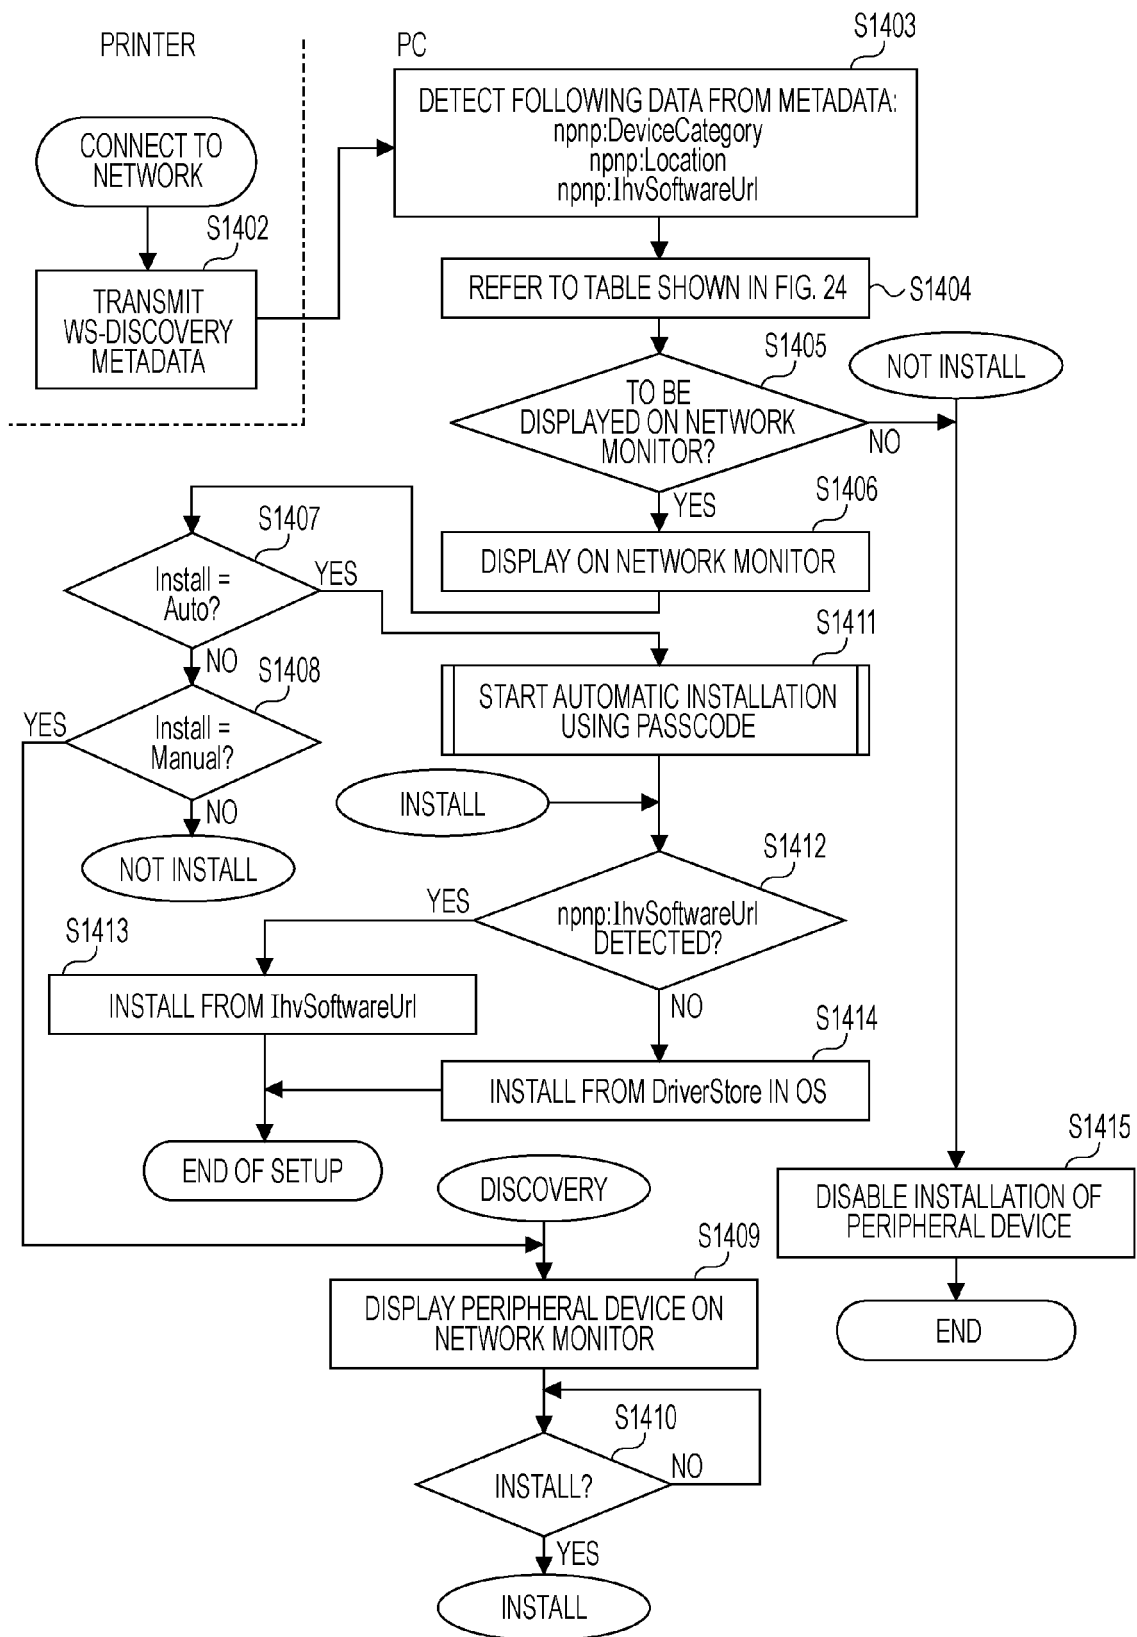 PRINTER
PC
S1403
CONNECT TO
NETWORK
S1402
TRANSMIT
WS-DISCOVERY
METADATA
DETECT FOLLOWING DATA FROM METADATA:
npnp:DeviceCategory
npnp:Location
npnp:IhvSoftwareUrl
REFER TO TABLE SHOWN IN FIG. 24
S1404
S1405
TO BE
DISPLAYED ON NETWORK
MONITOR?
NO
YES
NOT INSTALL
S1406
DISPLAY ON NETWORK MONITOR
S1407
Install =
Auto?
YES
NO
S1408
Install =
Manual?
YES
NO
NOT INSTALL
S1411
START AUTOMATIC INSTALLATION
USING PASSCODE
INSTALL
S1412
npnp:IhvSoftwareUrl
DETECTED?
YES
NO
S1413
INSTALL FROM IhvSoftwareUrl
S1414
INSTALL FROM DriverStore IN OS
END OF SETUP
DISCOVERY
S1415
DISABLE INSTALLATION OF
PERIPHERAL DEVICE
END
S1409
DISPLAY PERIPHERAL DEVICE ON
NETWORK MONITOR
S1410
INSTALL?
NO
YES
INSTALL